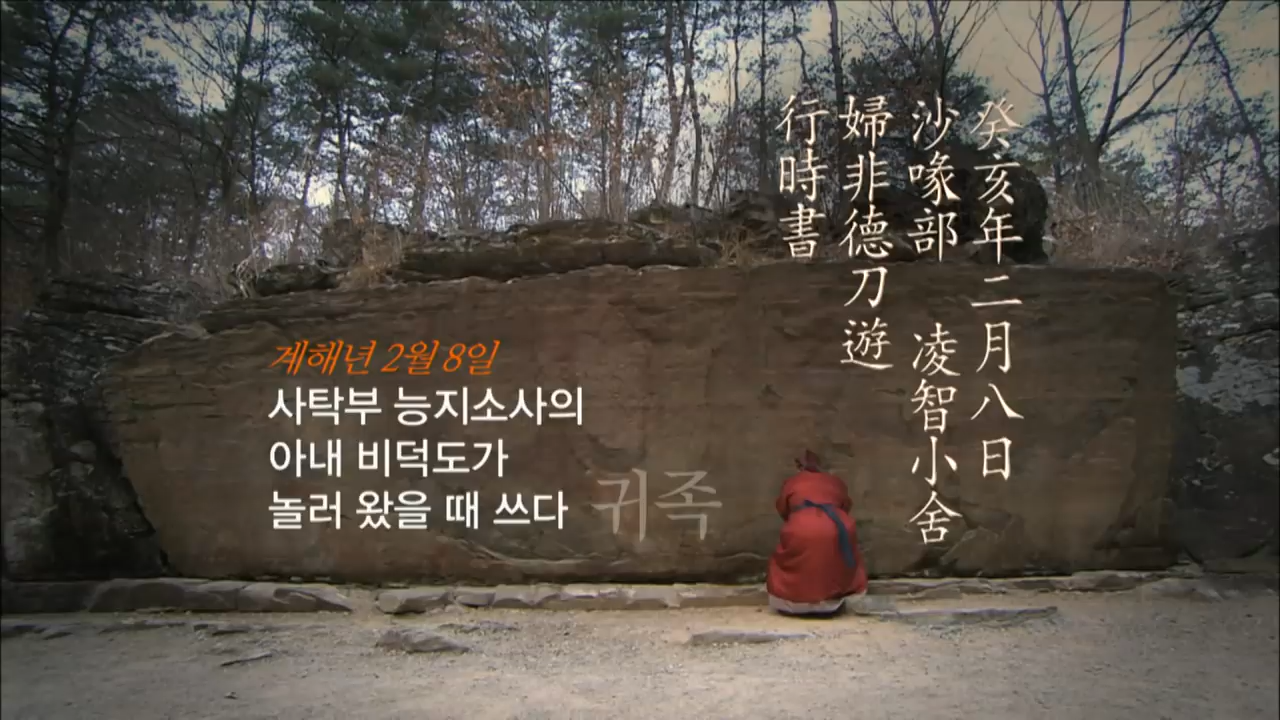 癸亥年二月八日
沙喙部 凌智小舍
婦非德刀遊
行時書
계해년 2월 8일
사탁부 능지소사의
아내 비덕도가
놀러 왔을 때 쓰다
귀족